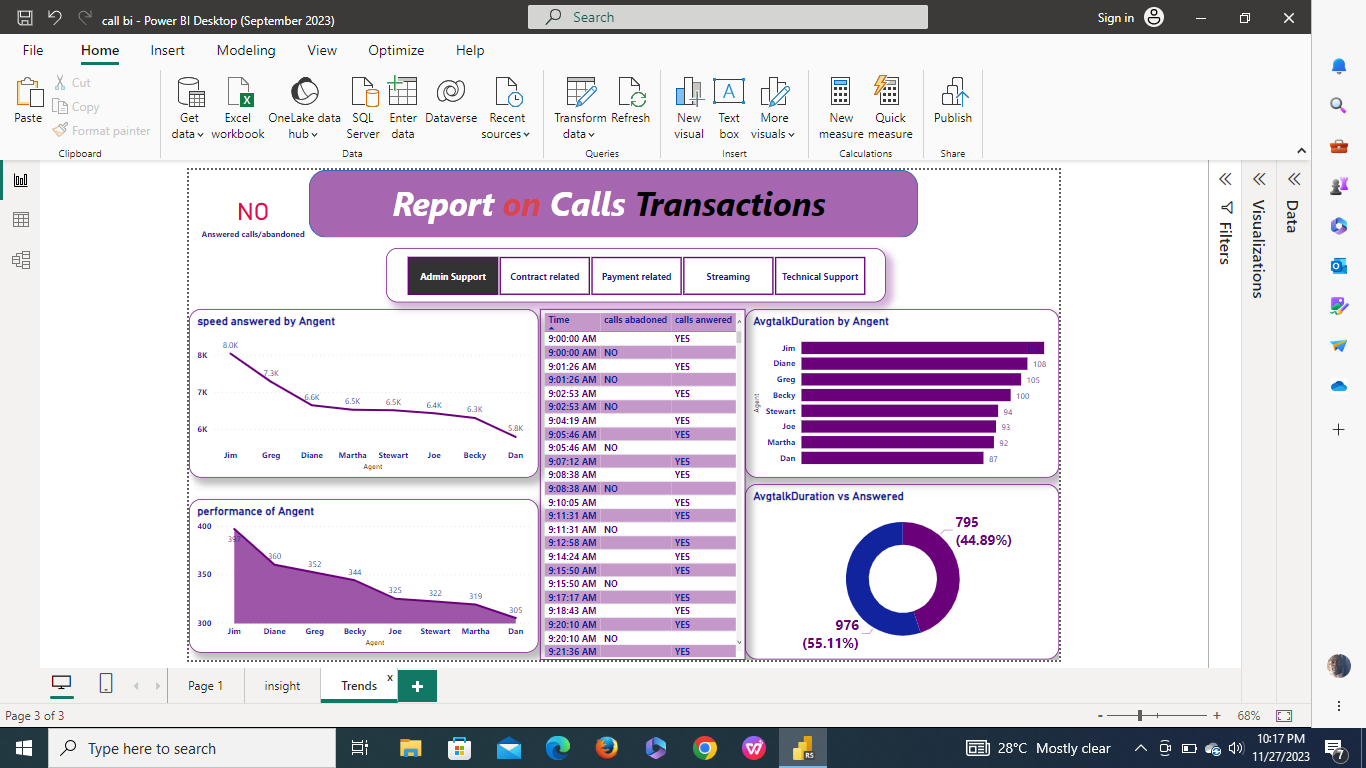 call bi - Power BI Desktop (September 2023)
Search
Sign in
File Home Insert Modeling View Optimize Help
Paste
Cut
Copy
Format painter
Get data
Excel workbook
OneLake data hub
SQL Server
Enter data
Dataverse
Recent sources
Transform data
Refresh
New visual
Text box
More visuals
New measure
Quick measure
Publish
Clipboard
Data
Queries
Insert
Calculations
Share
NO
Answered calls/abandoned
Report on Calls Transactions
Admin Support
Contract related
Payment related
Streaming
Technical Support
speed answered by Angent
8K
7K
6K
8.0K
7.3K
6.6K
6.5K
6.5K
6.4K
6.3K
5.8K
Jim Greg Diane Martha Stewart Joe Becky Dan
Agent
performance of Angent
400
350
300
397
360
352
344
325
322
319
305
Jim Diane Greg Becky Joe Stewart Martha Dan
Agent
Time calls abadoned calls anwered
9:00:00 AM YES
9:00:00 AM NO
9:01:26 AM YES
9:01:26 AM NO
9:02:53 AM YES
9:02:53 AM NO
9:04:19 AM YES
9:05:46 AM YES
9:05:46 AM NO
9:07:12 AM YES
9:08:38 AM YES
9:08:38 AM NO
9:10:05 AM YES
9:11:31 AM YES
9:11:31 AM NO
9:12:58 AM YES
9:14:24 AM YES
9:15:50 AM YES
9:15:50 AM NO
9:17:17 AM YES
9:18:43 AM YES
9:20:10 AM YES
9:20:10 AM NO
9:21:36 AM YES
AvgtalkDuration by Angent
Agent
Jim
Diane 108
Greg 105
Becky 100
Stewart 94
Joe 93
Martha 92
Dan 87
AvgtalkDuration vs Answered
795
(44.89%)
976
(55.11%)
Filters
Visualizations
Data
Page 1
insight
Trends
x
Page 3 of 3
68%
Type here to search
RS
28°C Mostly clear
10:17 PM
11/27/2023
7